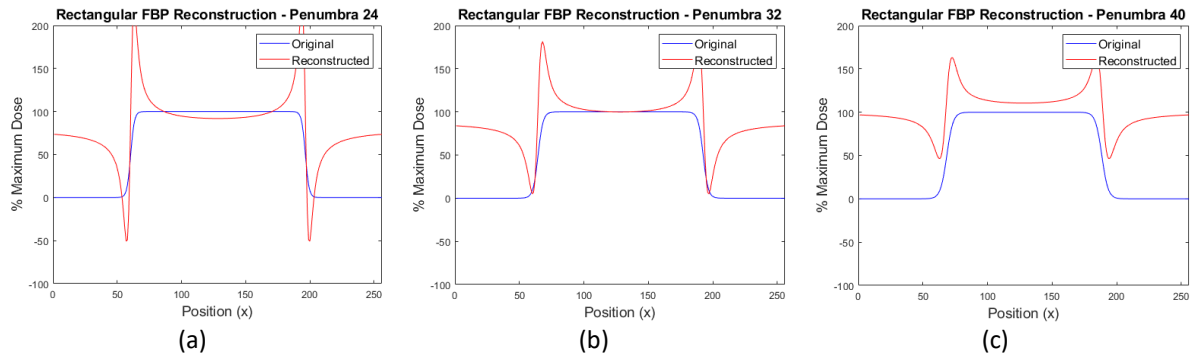 Rectangular FBP Reconstruction - Penumbra 24
200
150
100
50
0
-50
-100
% Maximum Dose
Original
Reconstructed
0 50 100 150 200 250
Position (x)
(a)
Rectangular FBP Reconstruction - Penumbra 32
200
150
100
50
0
-50
-100
% Maximum Dose
Original
Reconstructed
0 50 100 150 200 250
Position (x)
(b)
Rectangular FBP Reconstruction - Penumbra 40
200
150
100
50
0
-50
-100
% Maximum Dose
Original
Reconstructed
0 50 100 150 200 250
Position (x)
(c)